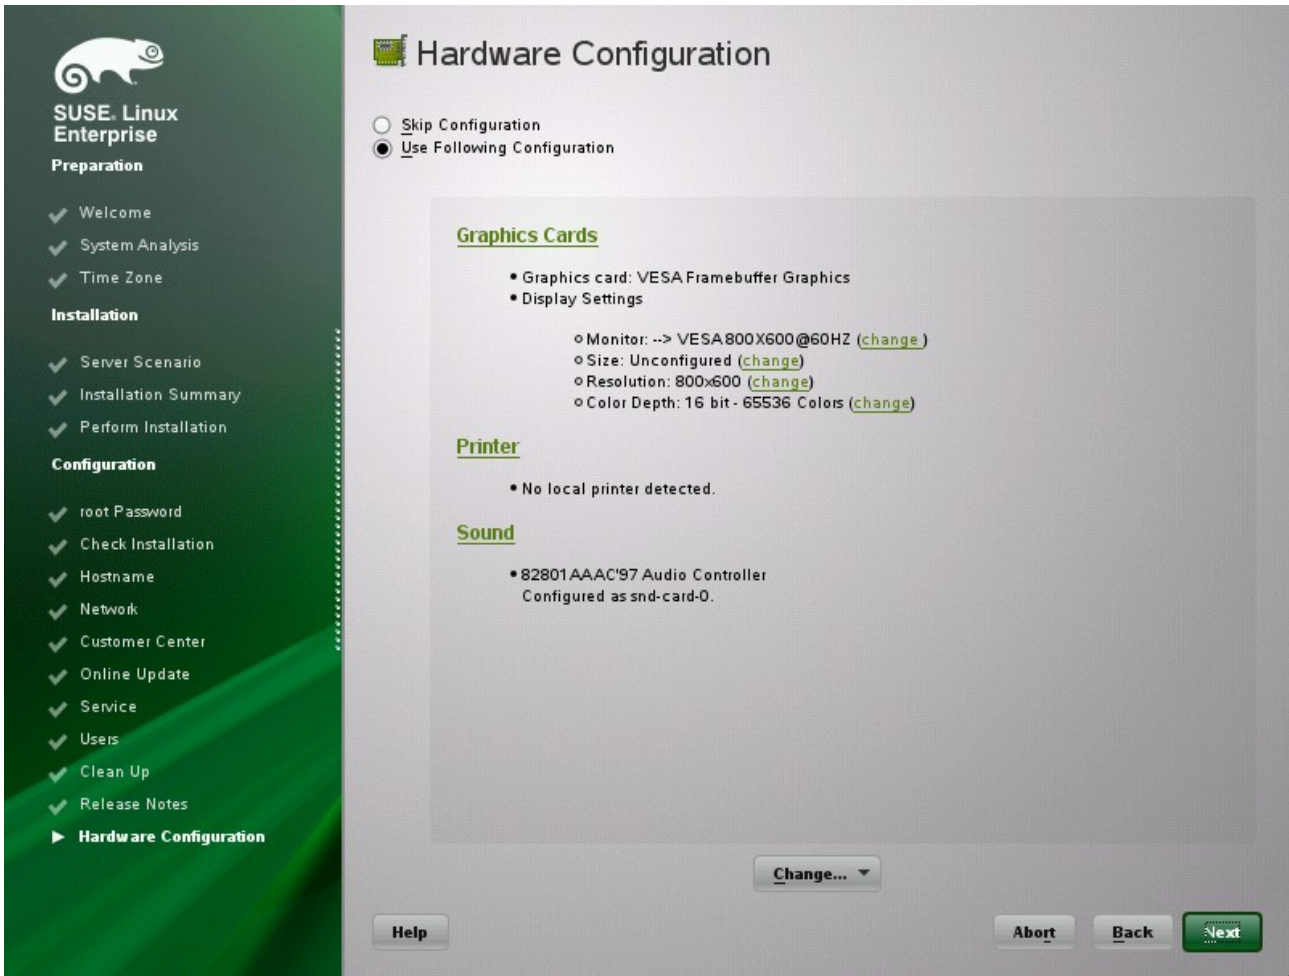 SUSE. Linux
Enterprise
Preparation
Welcome
System Analysis
Time Zone
Installation
Server Scenario
Installation Summary
Perform Installation
Configuration
root Password
Check Installation
Hostname
Network
Customer Center
Online Update
Service
Users
Clean Up
Release Notes
Hardware Configuration
Hardware Configuration
Skip Configuration
Use Following Configuration
Graphics Cards
• Graphics card: VESA Framebuffer Graphics
• Display Settings
Monitor: --> VESA 800X600@60HZ (change )
Size: Unconfigured (change)
Resolution: 800x600 (change)
Color Depth: 16 bit - 65536 Colors (change)
Printer
• No local printer detected.
Sound
• 82801AA AC'97 Audio Controller
Configured as snd-card-0.
Change...
Help
Abort
Back
Next